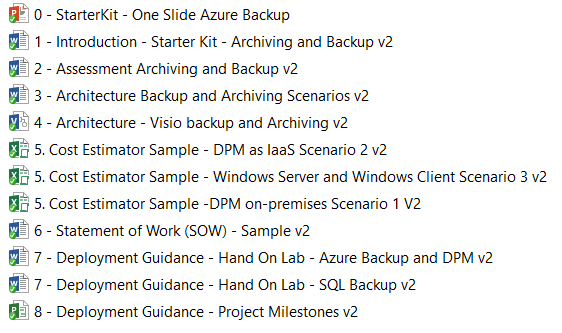 0 - StarterKit - One Slide Azure Backup
1 - Introduction - Starter Kit - Archiving and Backup v2
2 - Assessment Archiving and Backup v2
3 - Architecture Backup and Archiving Scenarios v2
4 - Architecture - Visio backup and Archiving v2
5. Cost Estimator Sample - DPM as IaaS Scenario 2 v2
5. Cost Estimator Sample - Windows Server and Windows Client Scenario 3 v2
5. Cost Estimator Sample -DPM on-premises Scenario 1 V2
6 - Statement of Work (SOW) - Sample v2
7 - Deployment Guidance - Hand On Lab - Azure Backup and DPM v2
7 - Deployment Guidance - Hand On Lab - SQL Backup v2
8 - Deployment Guidance - Project Milestones v2